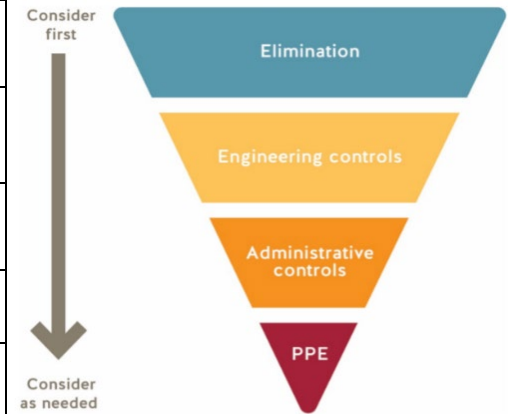 Consider
first
Elimination
Engineering controls
Administrative
controls
PPE
Consider
as needed